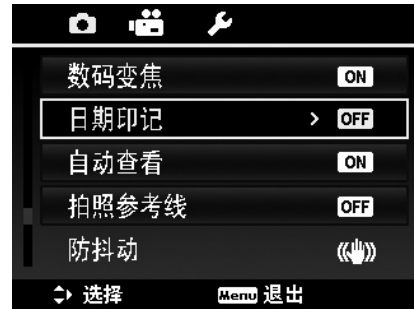 数码变焦 ON
日期印记 > OFF
自动查看 ON
拍照参考线 OFF
防抖动
选择 Menu 退出